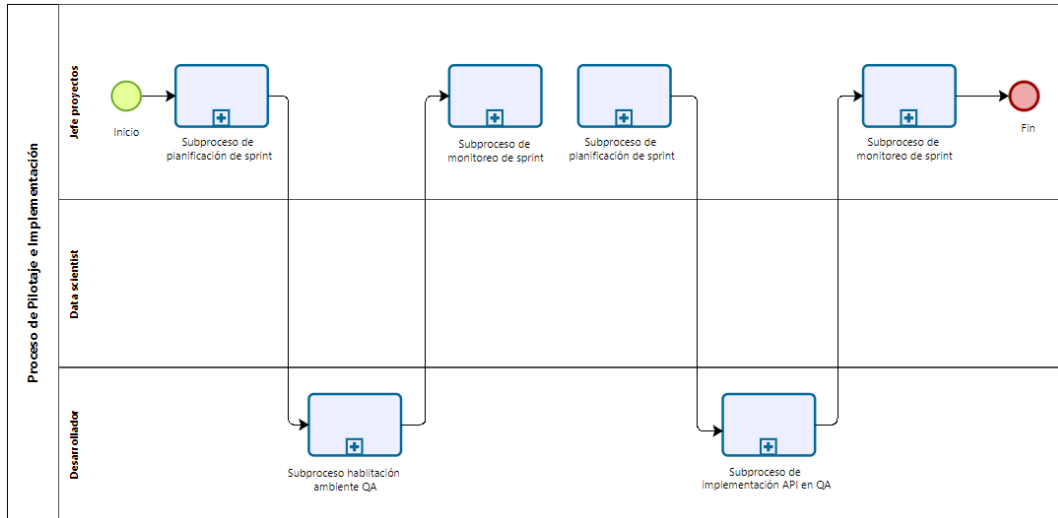 Proceso de Pilotaje e Implementación
Jefe proyectos
Inicio
Subproceso de
planificación de sprint
Subproceso de
monitoreo de sprint
Subproceso de
planificación de sprint
Subproceso de
monitoreo de sprint
Fin
Data scientist
Desarrollador
Subproceso hablitación
ambiente QA
Subproceso de
implementación API en QA